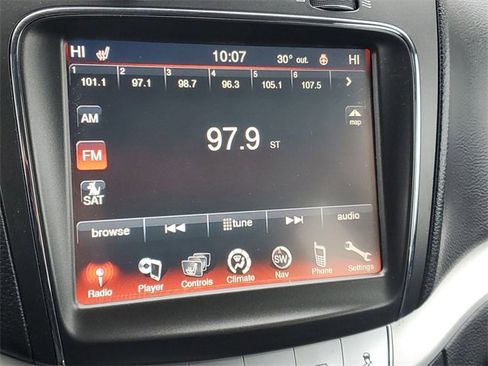 HI 10:07 30° out. HI
1 2 3 4 5 6
101.1 97.1 98.7 96.3 105.1 107.5
AM
map
97.9 ST
FM
SAT
browse tune audio
SW
Radio Player Controls Climate Nav Phone Settings